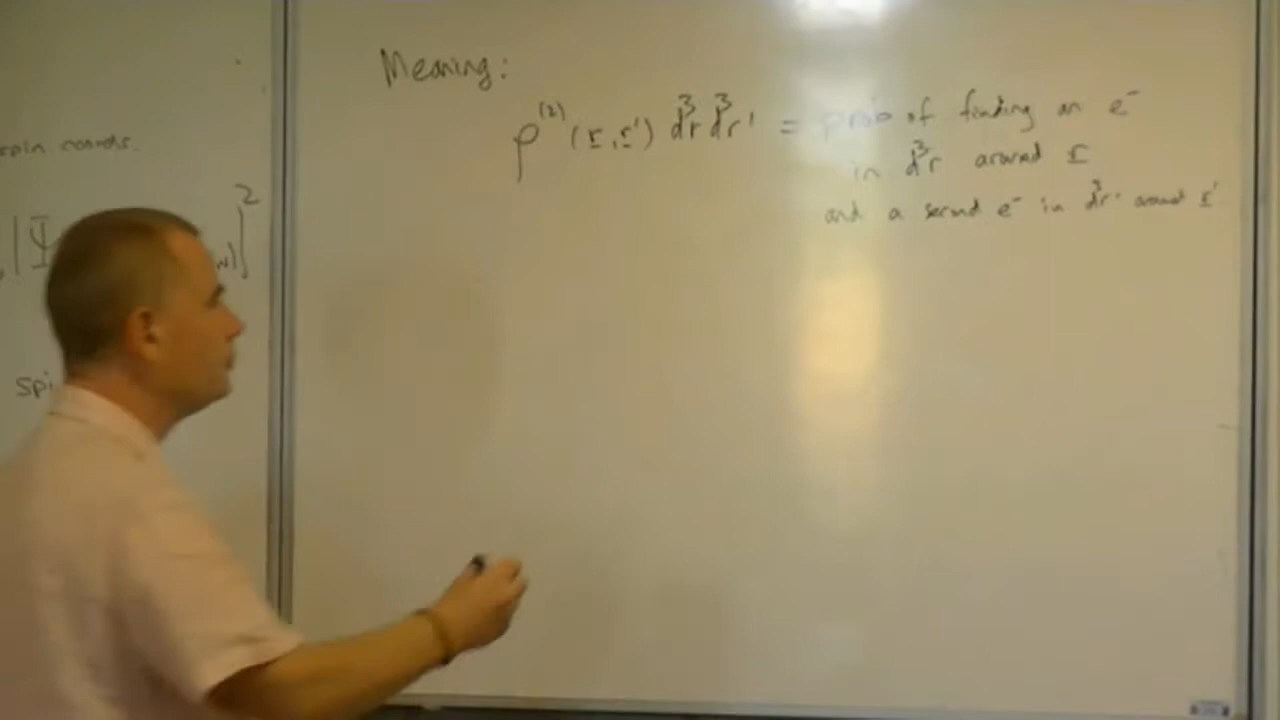 spin coords.
|Ψ
N)|²
spi
Meaning:
ρ⁽²⁾(r, r') d³r d³r' = prob of finding an e⁻
in d³r around r
and a second e⁻ in d³r' around r'